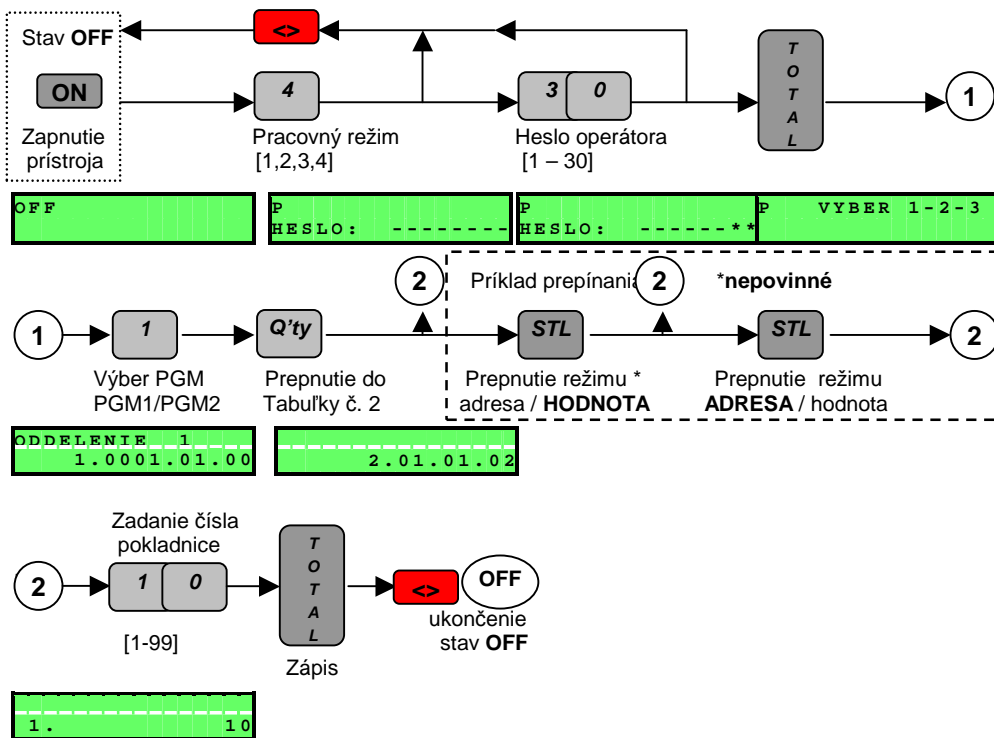 Stav OFF
<>
ON
4
3 0
TOTAL
1
Zapnutie
prístroja
Pracovný režim
[1,2,3,4]
Heslo operátora
[1 – 30]
OFF
P
HESLO: --------
P
HESLO: ------**
P VYBER 1-2-3
2
Príklad prepínani
2
*nepovinné
1
1
Q'ty
STL
STL
2
Výber PGM
PGM1/PGM2
Prepnutie do
Tabuľky č. 2
Prepnutie režimu *
adresa / HODNOTA
Prepnutie režimu
ADRESA / hodnota
ODDELENIE 1
1.0001.01.00
2.01.01.02
Zadanie čísla
pokladnice
2
1 0
TOTAL
<>
OFF
[1-99]
Zápis
ukončenie
stav OFF
1. 10